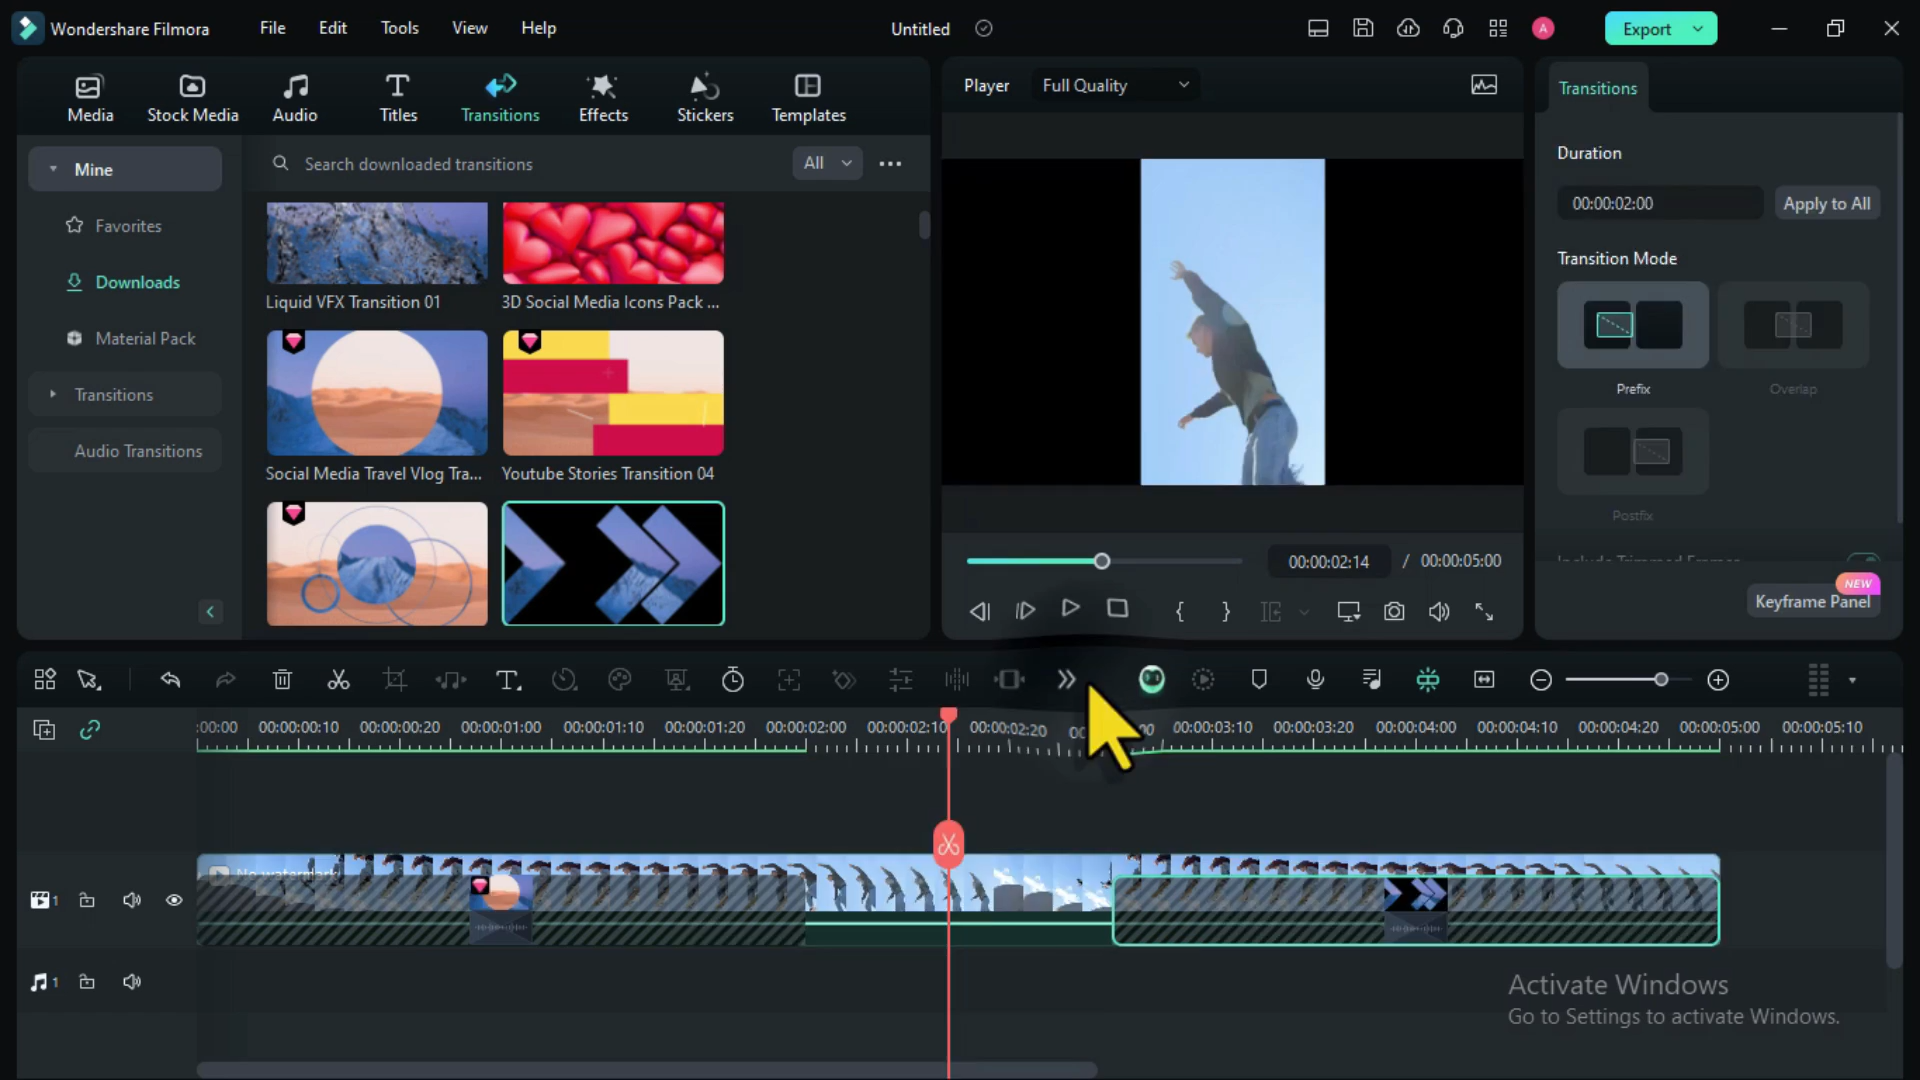 Wondershare Filmora
File
Edit
Tools
View
Help
Untitled
A
Export
Media
Stock Media
Audio
Titles
Transitions
Effects
Stickers
Templates
Player
Full Quality
Transitions
Mine
Search downloaded transitions
All
Duration
Favorites
00:00:02:00
Apply to All
Downloads
Transition Mode
Liquid VFX Transition 01
3D Social Media Icons Pack ...
Material Pack
Prefix
Overlap
Transitions
Audio Transitions
Social Media Travel Vlog Tra...
Youtube Stories Transition 04
Postfix
Include Trimmed Frames
00:00:02:14
/
00:00:05:00
NEW
Keyframe Panel
:00:00
00:00:00:10
00:00:00:20
00:00:01:00
00:00:01:10
00:00:01:20
00:00:02:00
00:00:02:10
00:00:02:20
00:00:03:10
00:00:03:20
00:00:04:00
00:00:04:10
00:00:04:20
00:00:05:00
00:00:05:10
No watermark
1
1
Activate Windows
Go to Settings to activate Windows.